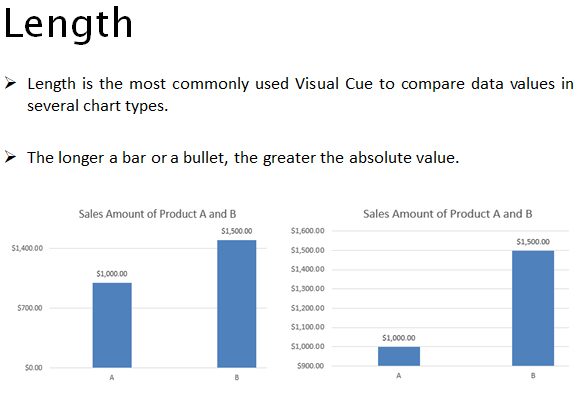 Length
➤ Length is the most commonly used Visual Cue to compare data values in
several chart types.
➤ The longer a bar or a bullet, the greater the absolute value.
Sales Amount of Product A and B
$1,500.00
$1,400.00
$1,000.00
$700.00
$0.00
A B
Sales Amount of Product A and B
$1,600.00
$1,500.00
$1,500.00
$1,400.00
$1,300.00
$1,200.00
$1,100.00
$1,000.00
$1,000.00
$900.00
A B